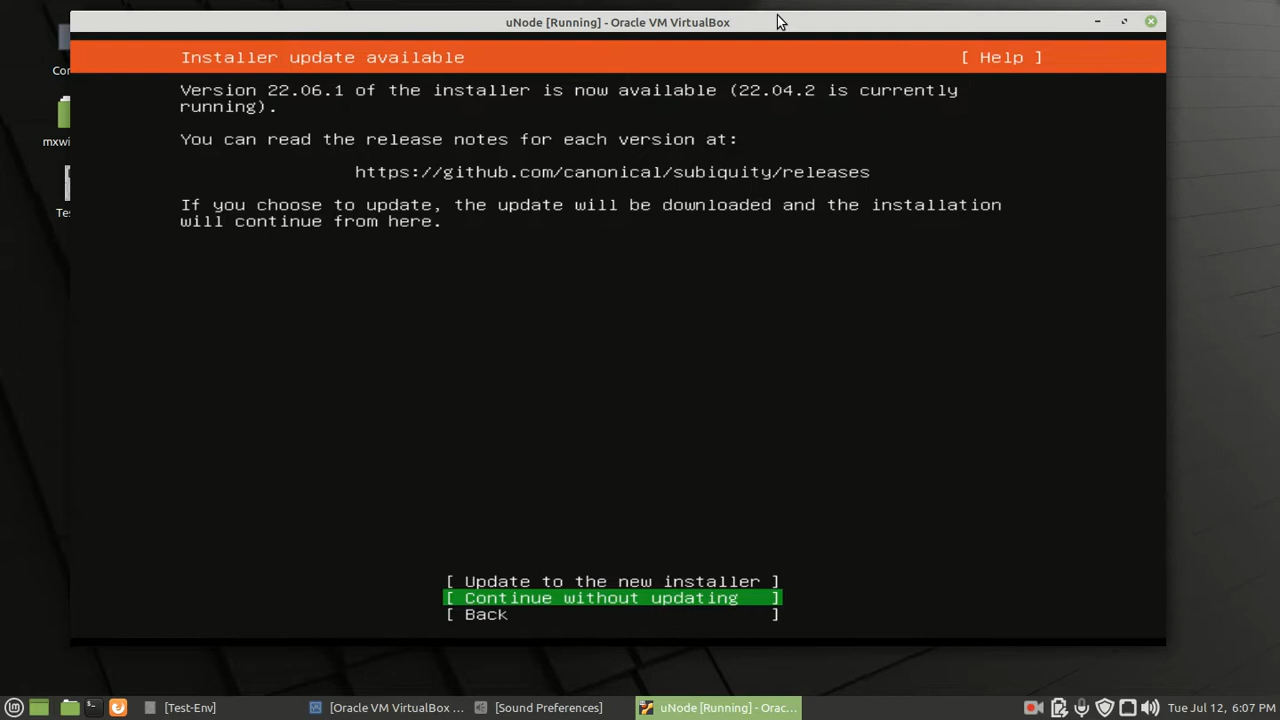 uNode [Running] - Oracle VM VirtualBox
Installer update available [ Help ]
Version 22.06.1 of the installer is now available (22.04.2 is currently
running).
You can read the release notes for each version at:
https://github.com/canonical/subiquity/releases
If you choose to update, the update will be downloaded and the installation
will continue from here.
[ Update to the new installer ]
[ Continue without updating ]
[ Back ]
Co
mxwi
Tes
[Test-Env] [Oracle VM VirtualBox ... [Sound Preferences] uNode [Running] - Orac... Tue Jul 12, 6:07 PM